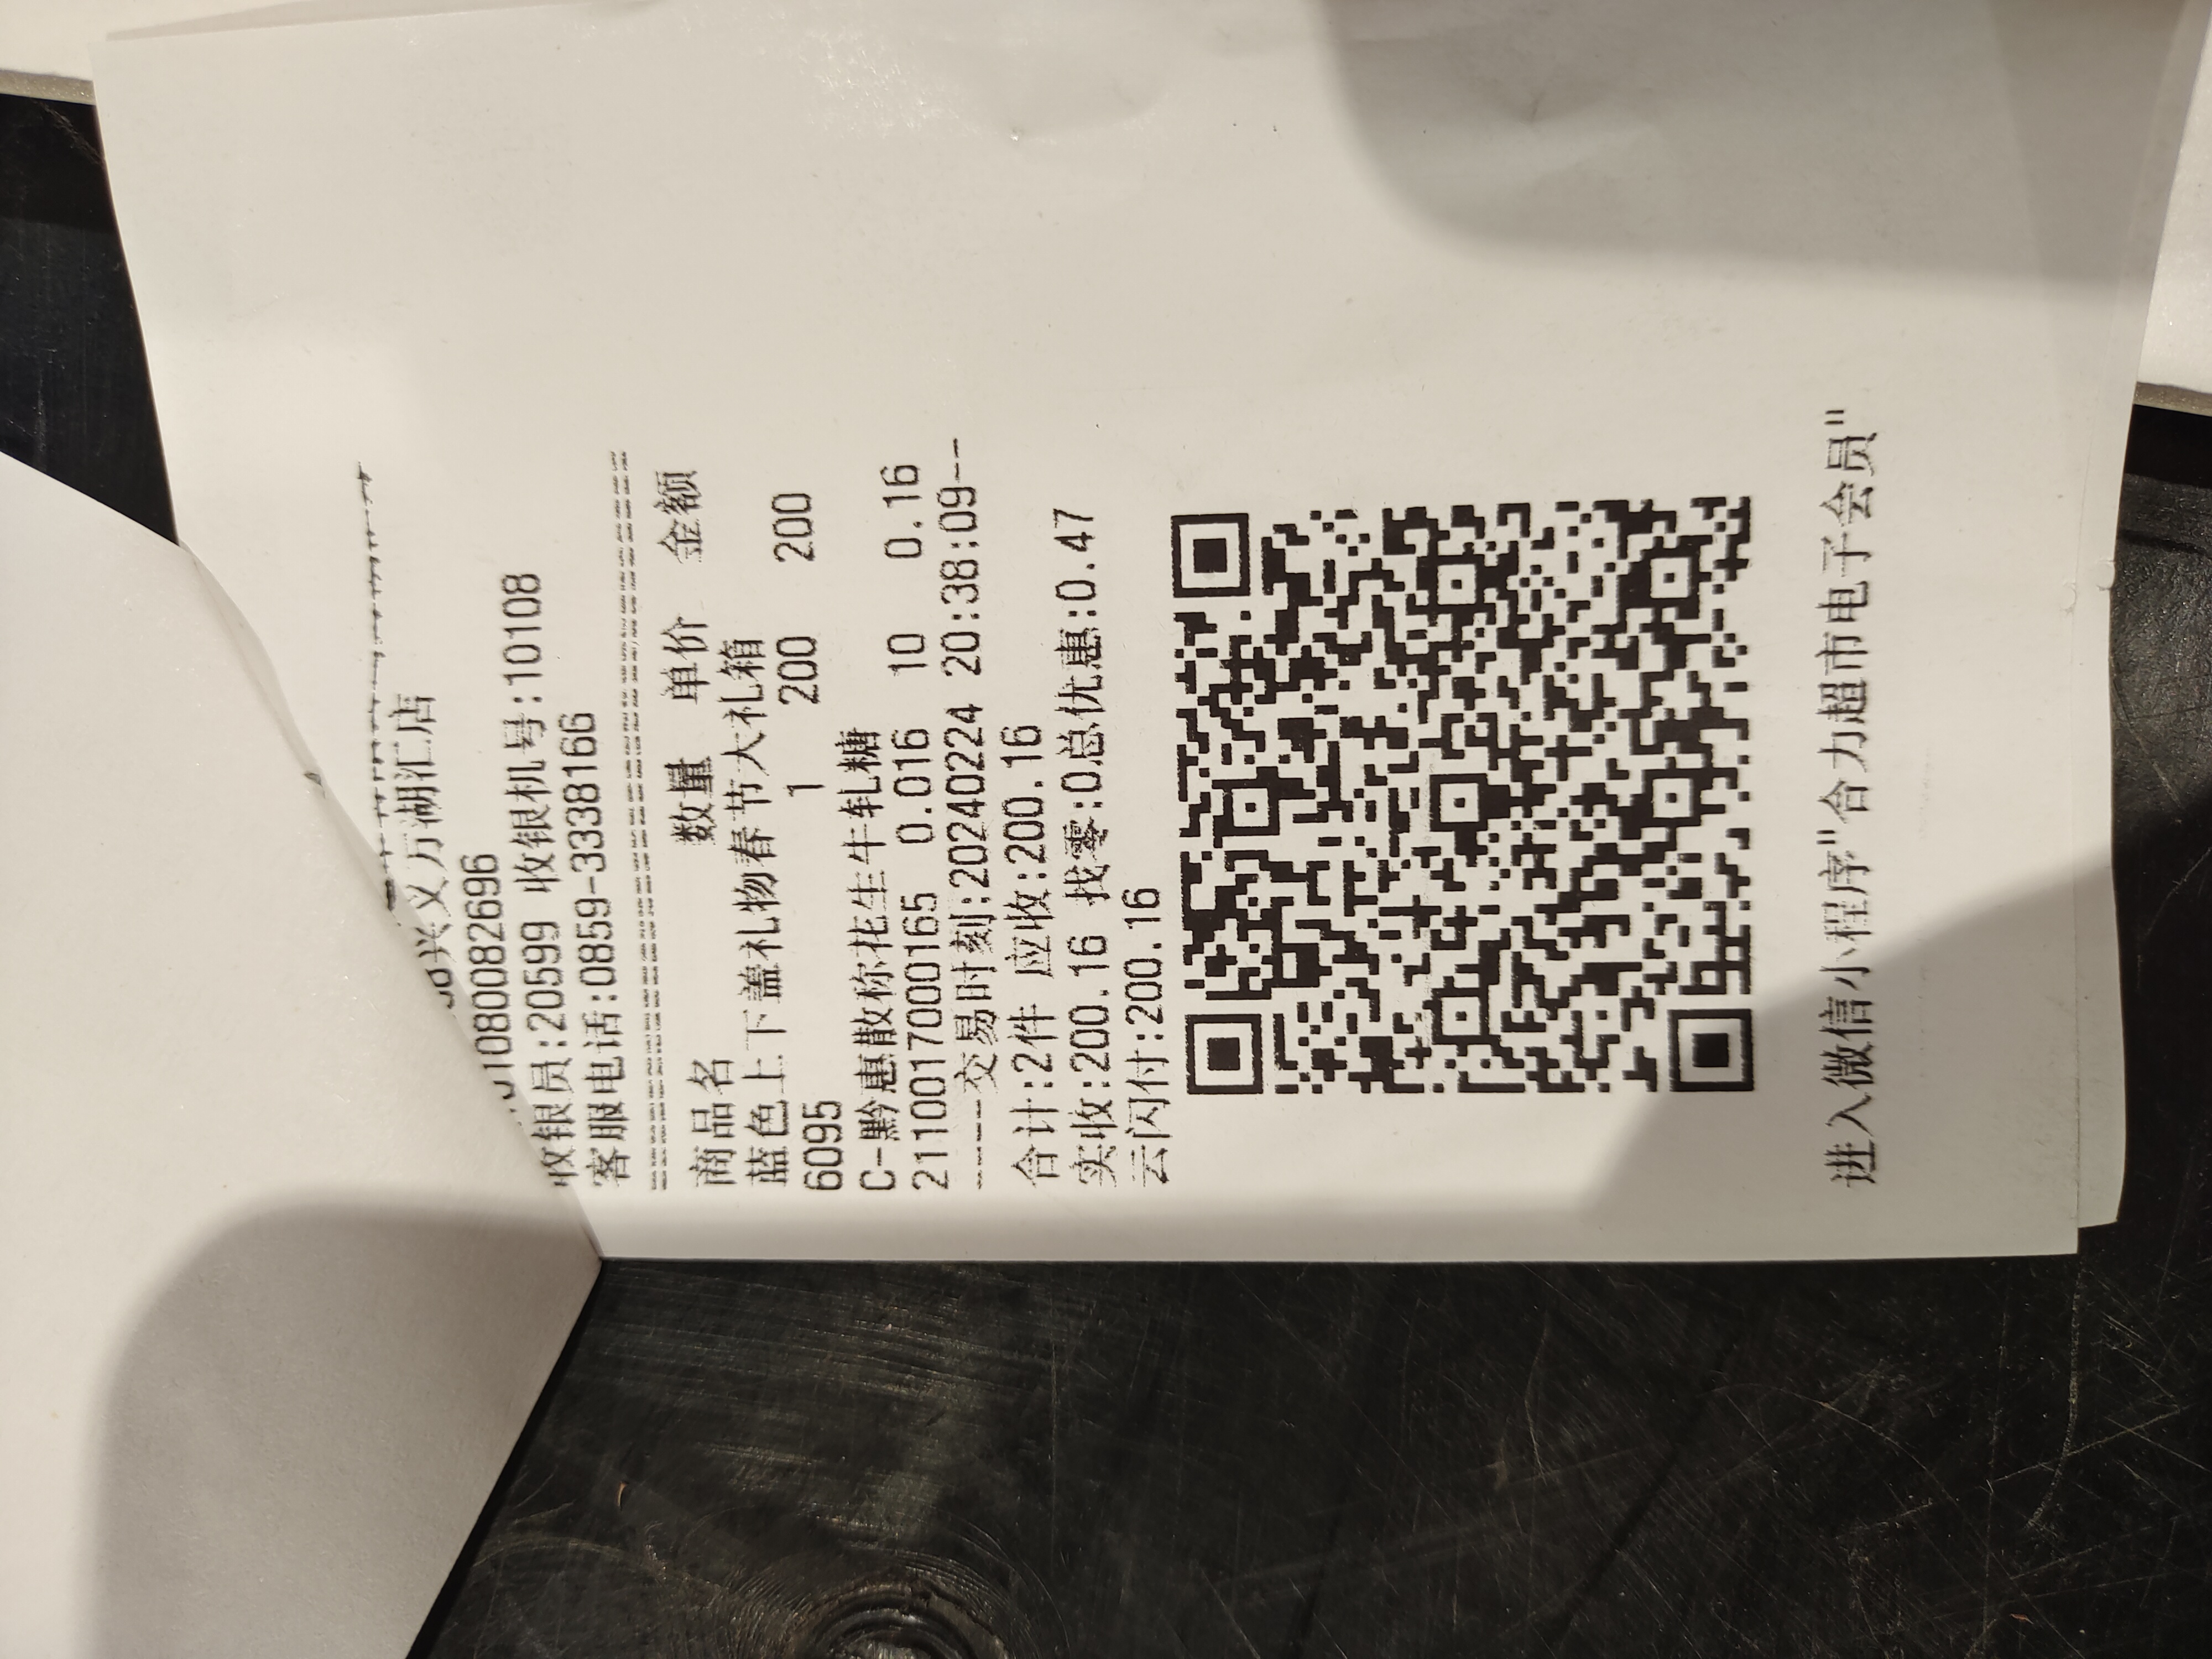 兴义万湖汇店
0108008​2696
收银员:20599 收银机号:10108
客服电话:0859-3338166
商品名 数量 单价 金额
蓝色上下盖礼物春节大礼箱
6095 1 200 200
C-黔惠散称花生牛轧糖
2110017000165 0.016 10 0.16
----交易时刻:20240224 20:38:09--
合计:2件 应收:200.16
实收:200.16 找零:0总优惠:0.47
云闪付:200.16
进入微信小程序"合力超市电子会员"